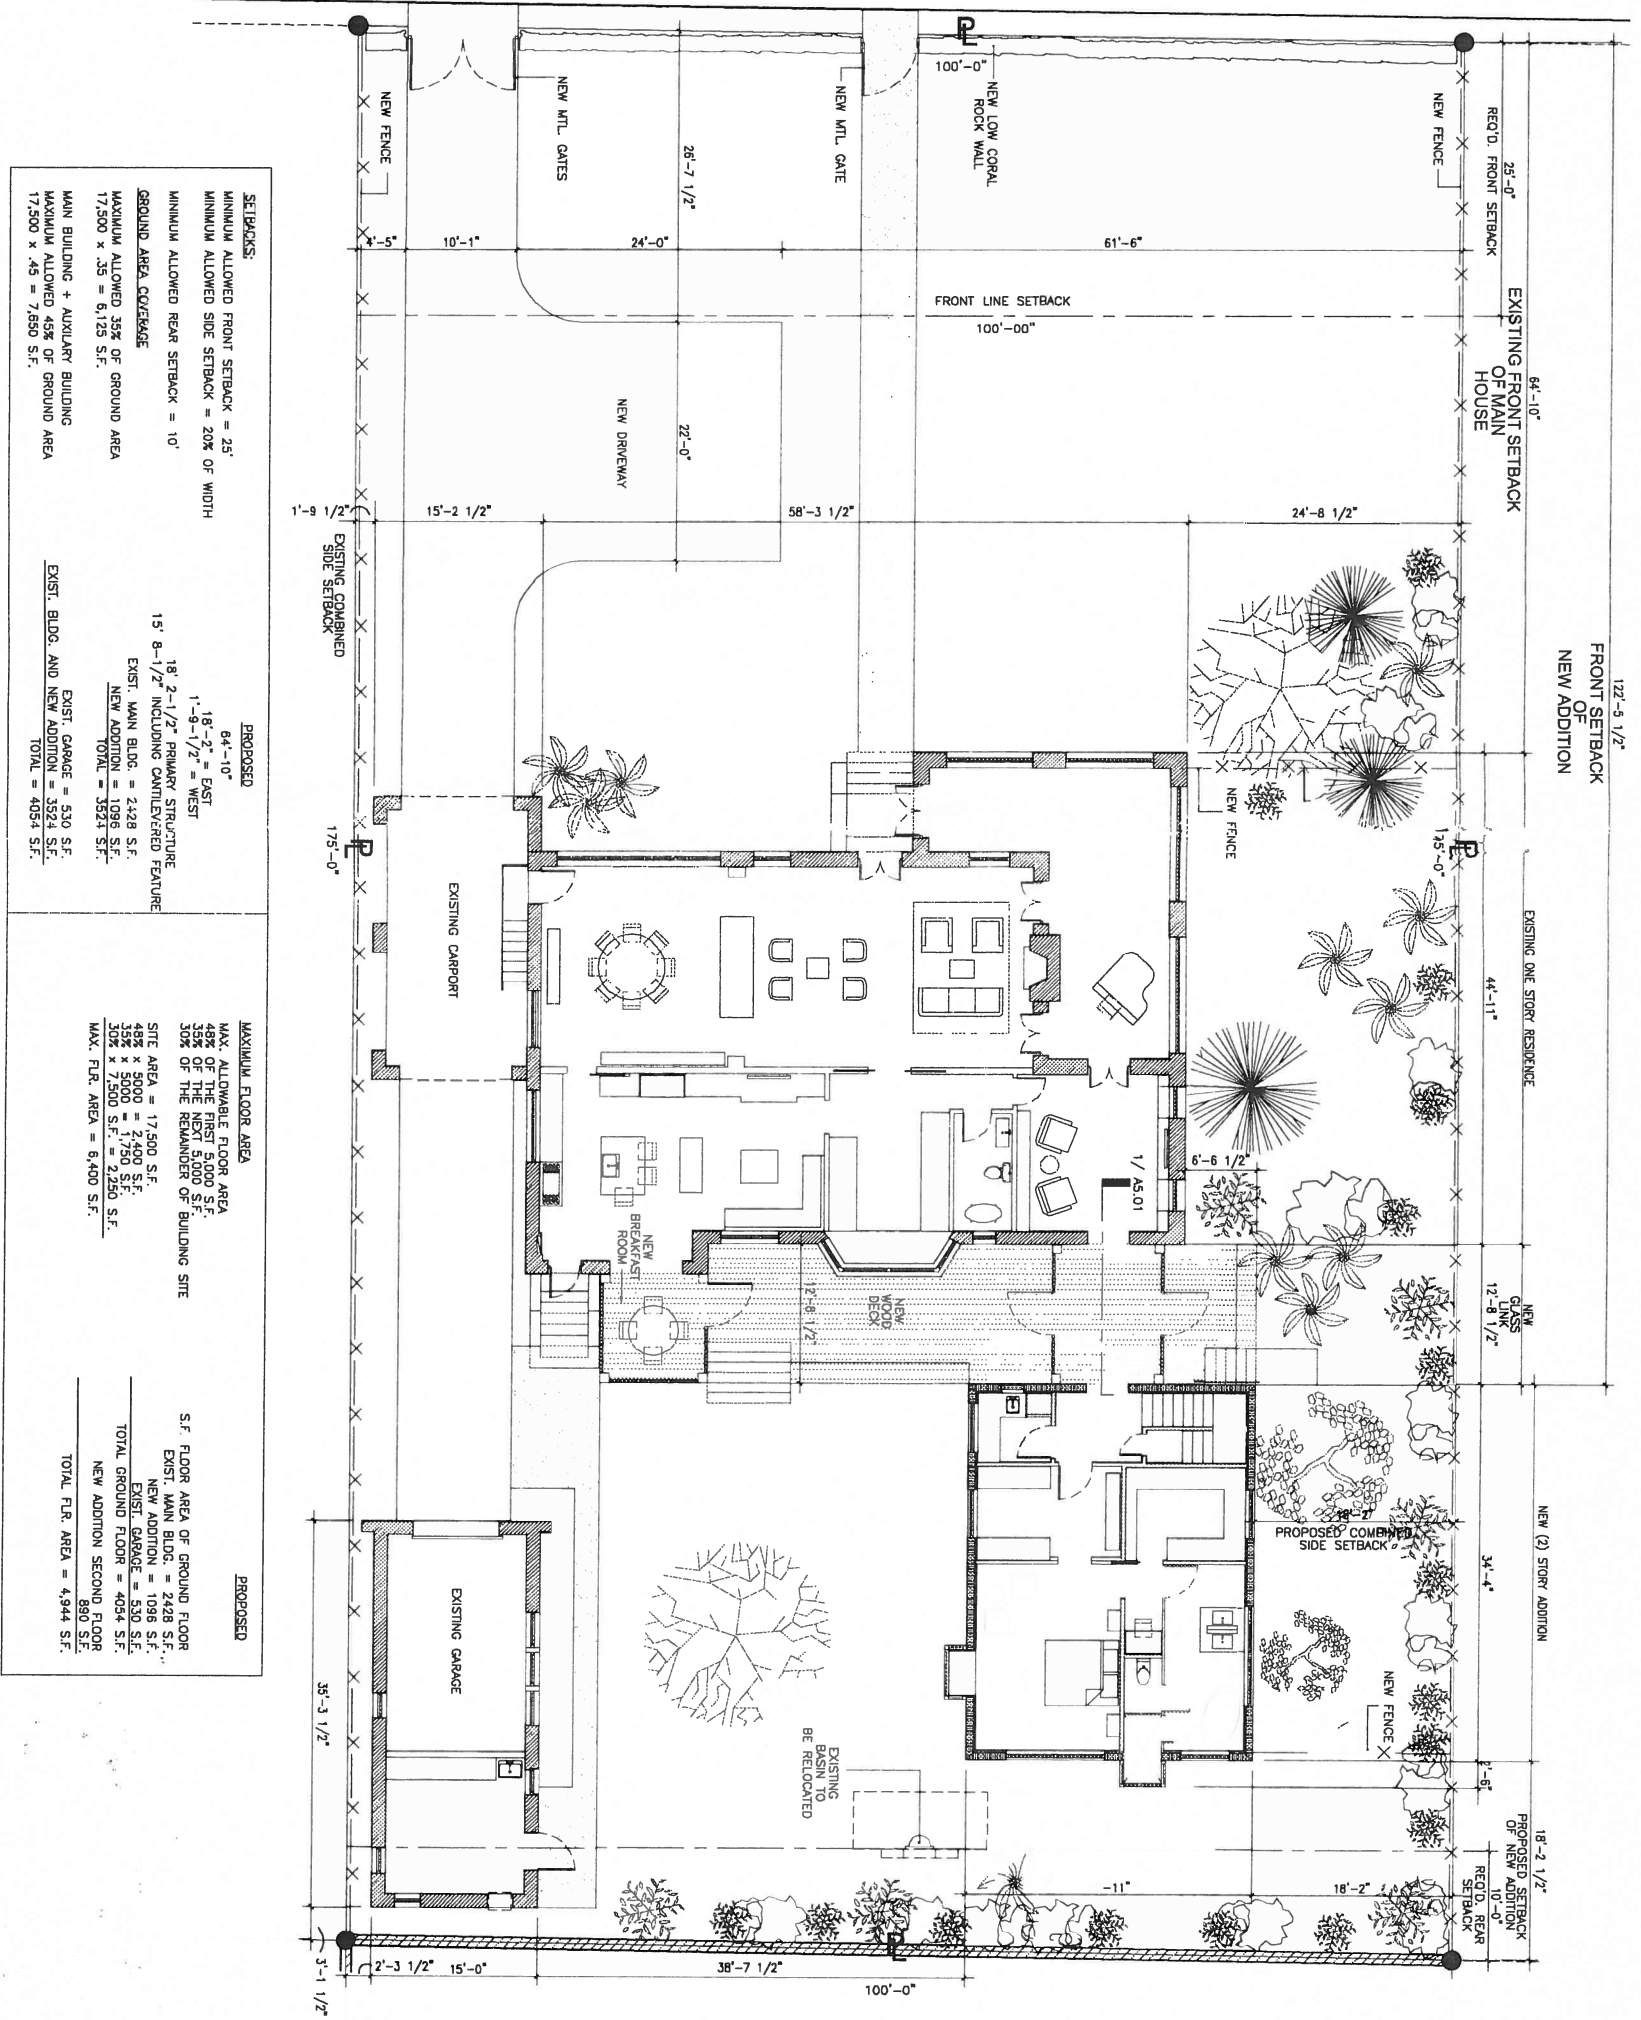 PL
100'-0"
NEW FENCE
NEW MTL. GATES
NEW MTL. GATE
NEW LOW CORAL
ROCK WALL
NEW FENCE
25'-0"
REQ'D. FRONT SETBACK
26'-7 1/2"
4'-5"
10'-1"
24'-0"
61'-6"
FRONT LINE SETBACK
100'-00"
64'-10"
EXISTING FRONT SETBACK
OF MAIN
HOUSE
NEW DRIVEWAY
22'-0"
1'-9 1/2"
15'-2 1/2"
58'-3 1/2"
24'-8 1/2"
EXISTING COMBINED
SIDE SETBACK
122'-5 1/2"
FRONT SETBACK
OF
NEW ADDITION
NEW FENCE
PL
175'-0"
PL
175'-0"
EXISTING CARPORT
EXISTING ONE STORY RESIDENCE
44'-11"
1/ A5.01
6'-6 1/2"
NEW
BREAKFAST
ROOM
12'-8 1/2"
NEW
WOOD
DECK
NEW
GLASS
LINK
12'-8 1/2"
18'-2"
PROPOSED COMBINED
SIDE SETBACK
NEW (2) STORY ADDITION
34'-4"
EXISTING GARAGE
35'-3 1/2"
NEW FENCE
2'-6"
EXISTING
BASIN TO
BE RELOCATED
18'-2 1/2"
PROPOSED SETBACK
OF NEW ADDITION
10'-0"
REQ'D. REAR
SETBACK
-11"
18'-2"
PL
3'-1 1/2"
2'-3 1/2"
15'-0"
38'-7 1/2"
100'-0"
SETBACKS:
MINIMUM ALLOWED FRONT SETBACK = 25'
MINIMUM ALLOWED SIDE SETBACK = 20% OF WIDTH
MINIMUM ALLOWED REAR SETBACK = 10'
GROUND AREA COVERAGE
MAXIMUM ALLOWED 35% OF GROUND AREA
17,500 x .35 = 6,125 S.F.
MAIN BUILDING + AUXILARY BUILDING
MAXIMUM ALLOWED 45% OF GROUND AREA
17,500 x .45 = 7,650 S.F.
PROPOSED
64'-10"
18'-2" = EAST
1'-9-1/2" = WEST
18' 2-1/2" PRIMARY STRUCTURE
15' 8-1/2" INCLUDING CANTILEVERED FEATURE
EXIST. MAIN BLDG. = 2428 S.F.
NEW ADDITION = 1096 S.F.
TOTAL = 3524 S.F.
EXIST. GARAGE = 530 S.F.
EXIST. BLDG. AND NEW ADDITION = 3524 S.F.
TOTAL = 4054 S.F.
MAXIMUM FLOOR AREA
MAX. ALLOWABLE FLOOR AREA
48% OF THE FIRST 5,000 S.F.
35% OF THE NEXT 5,000 S.F.
30% OF THE REMAINDER OF BUILDING SITE
SITE AREA = 17,500 S.F.
48% x 5000 = 2,400 S.F.
35% x 5000 = 1,750 S.F.
30% x 7,500 S.F. = 2,250 S.F.
MAX. FLR. AREA = 6,400 S.F.
PROPOSED
S.F. FLOOR AREA OF GROUND FLOOR
EXIST. MAIN BLDG. = 2428 S.F.
NEW ADDITION = 1096 S.F.
EXIST. GARAGE = 530 S.F.
TOTAL GROUND FLOOR = 4054 S.F.
NEW ADDITION SECOND FLOOR
890 S.F.
TOTAL FLR. AREA = 4,944 S.F.